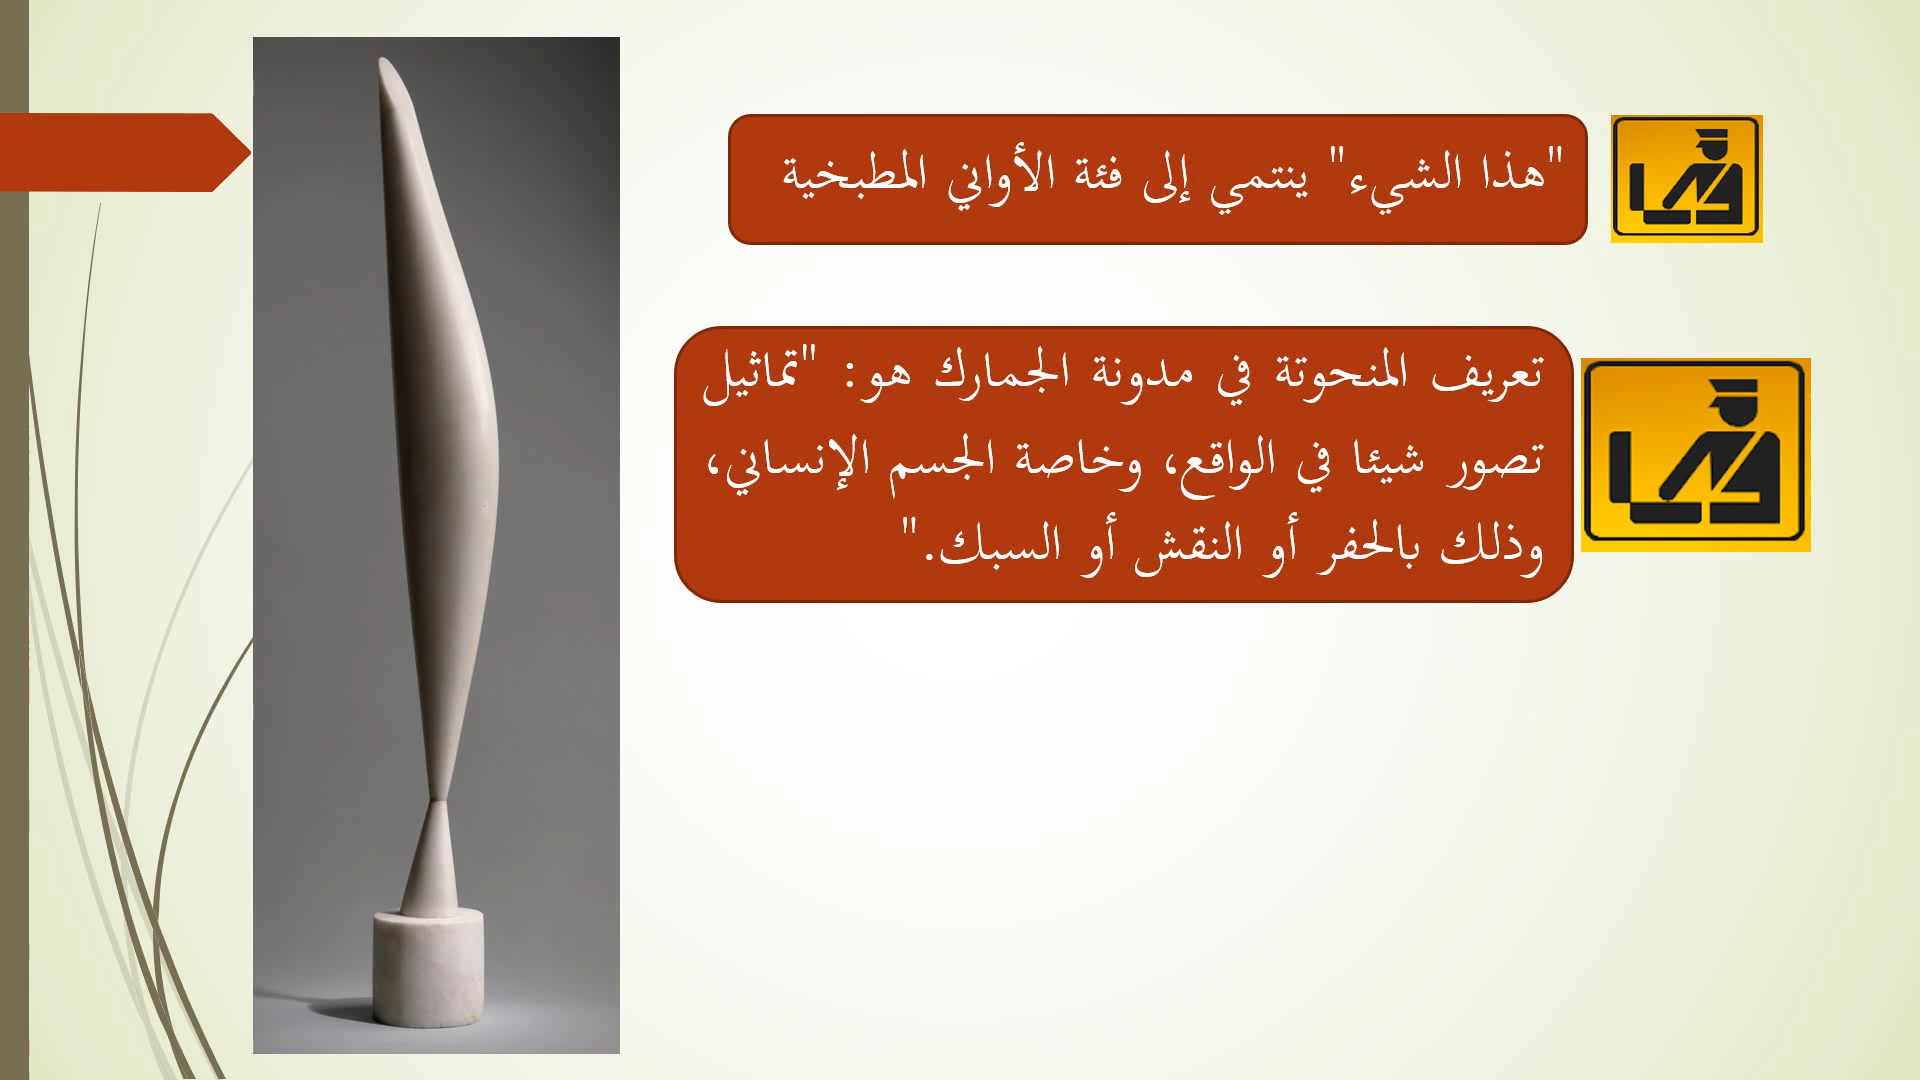 "هذا الشيء" ينتمي إلى فئة الأواني المطبخية
تعريف المنحوتة في مدونة الجمارك هو: "تماثيل
تصور شيئا في الواقع، وخاصة الجسم الإنساني،
وذلك بالحفر أو النقش أو السبك."